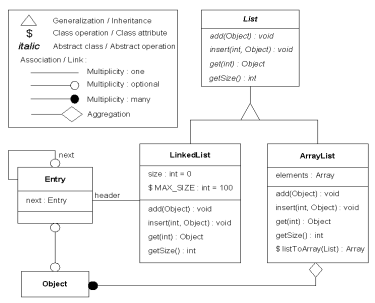 Generalization / Inheritance
$ Class operation / Class attribute
italic Abstract class / Abstract operation
Association / Link :
Multiplicity : one
Multiplicity : optional
Multiplicity : many
Aggregation
List
add(Object) : void
insert(int, Object) : void
get(int) : Object
getSize() : int
next
Entry
next : Entry
header
LinkedList
size : int = 0
$ MAX_SIZE : int = 100
add(Object) : void
insert(int, Object) : void
get(int) : Object
getSize() : int
ArrayList
elements : Array
add(Object) : void
insert(int, Object) : void
get(int) : Object
getSize() : int
$ listToArray(List) : Array
Object